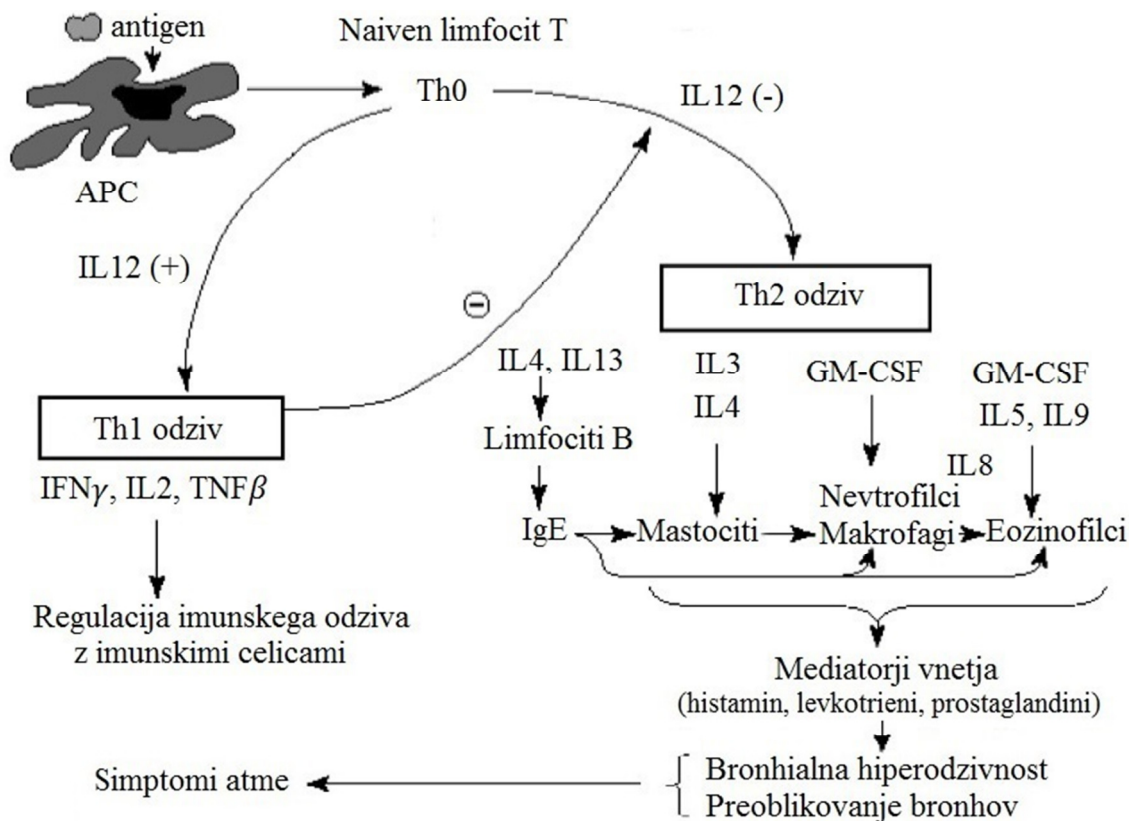 antigen
Naiven limfocit T
Th0
IL12 (-)
APC
IL12 (+)
Th2 odziv
IL4, IL13
IL3
IL4
GM-CSF
GM-CSF
IL5, IL9
Th1 odziv
Limfociti B
IFNγ, IL2, TNFβ
IL8
IgE
Mastociti
Nevtrofilci
Makrofagi
Eozinofilci
Regulacija imunskega odziva
z imunskimi celicami
Mediatorji vnetja
(histamin, levkotrieni, prostaglandini)
Simptomi atme
Bronhialna hiperodzivnost
Preoblikovanje bronhov